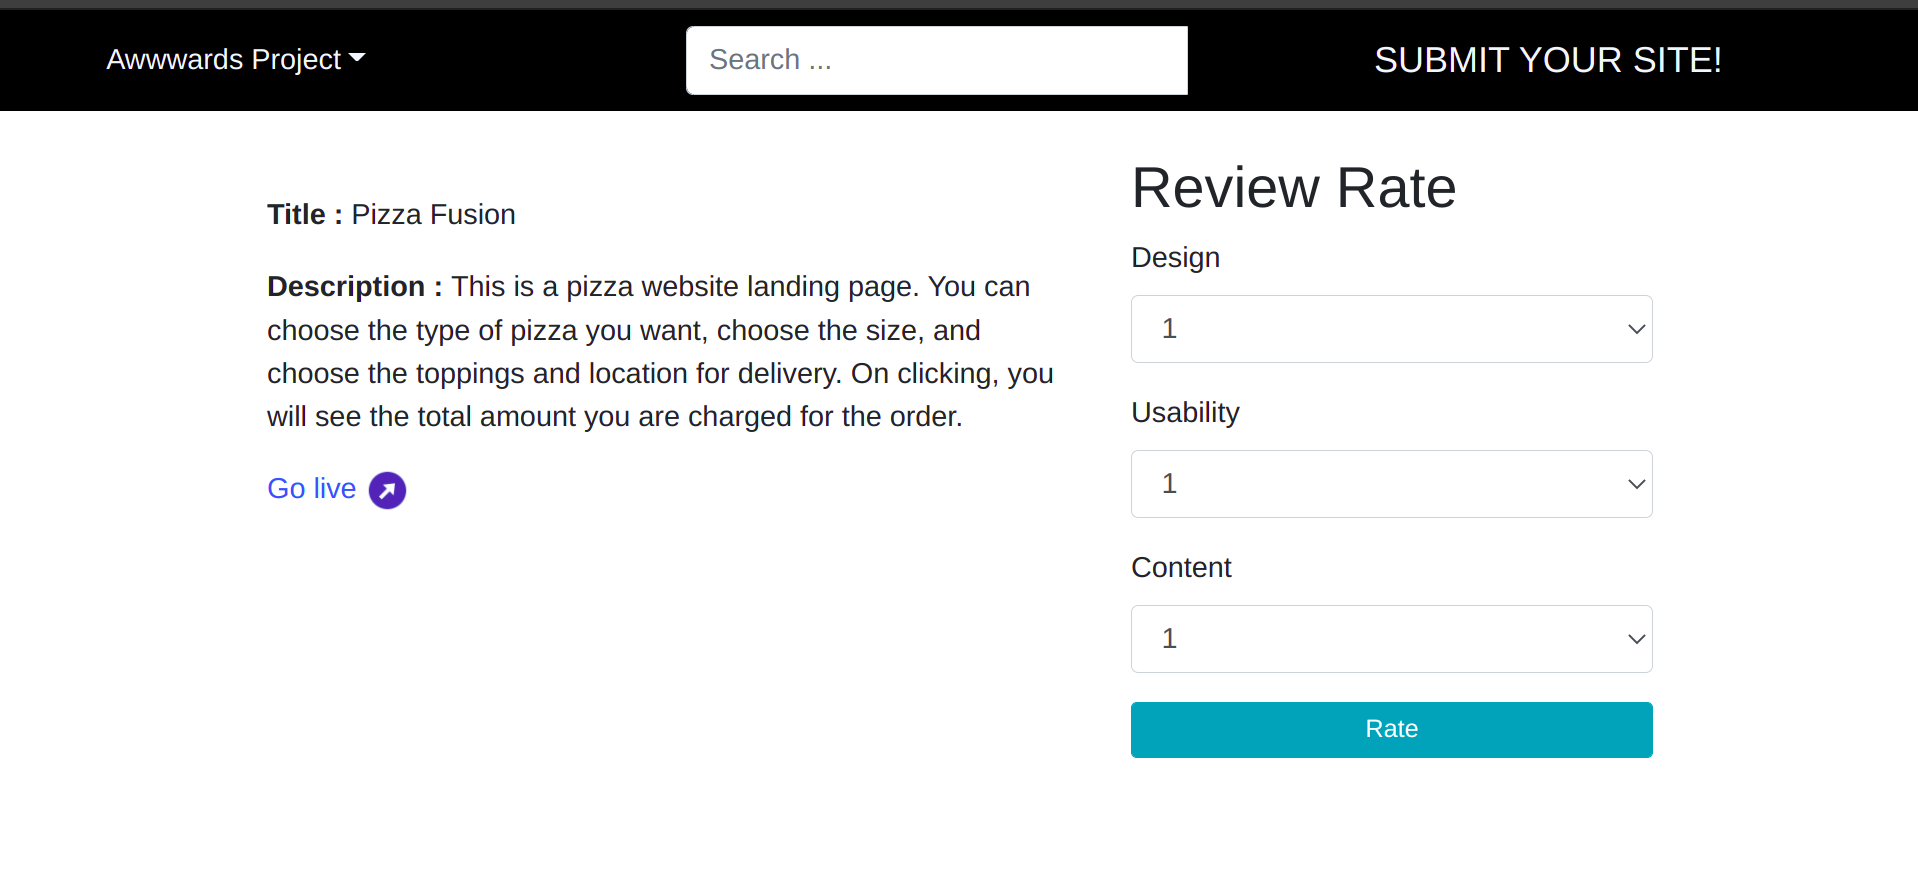 Awwwards Project
Search ...
SUBMIT YOUR SITE!
Title : Pizza Fusion
Description : This is a pizza website landing page. You can
choose the type of pizza you want, choose the size, and
choose the toppings and location for delivery. On clicking, you
will see the total amount you are charged for the order.
Go live
Review Rate
Design
1
Usability
1
Content
1
Rate